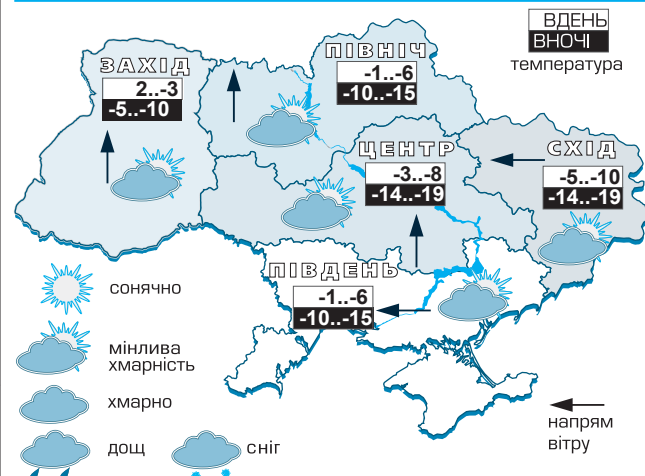 ВДЕНЬ
ВНОЧІ
температура
ПІВНІЧ
-1..-6
-10..-15
ЗАХІД
2..-3
-5..-10
ЦЕНТР
-3..-8
-14..-19
СХІД
-5..-10
-14..-19
ПІВДЕНЬ
-1..-6
-10..-15
сонячно
мінлива
хмарність
хмарно
дощ
сніг
напрям
вітру